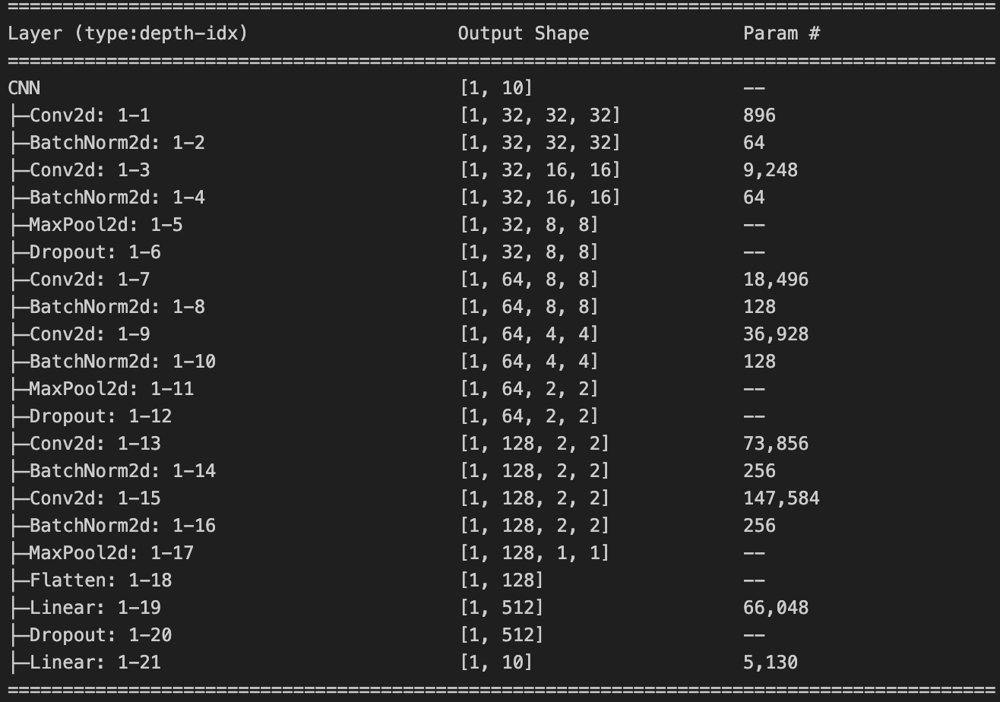 ==========================================================================================
Layer (type:depth-idx)                   Output Shape              Param #
==========================================================================================
CNN                                      [1, 10]                   --
├─Conv2d: 1-1                            [1, 32, 32, 32]           896
├─BatchNorm2d: 1-2                       [1, 32, 32, 32]           64
├─Conv2d: 1-3                            [1, 32, 16, 16]           9,248
├─BatchNorm2d: 1-4                       [1, 32, 16, 16]           64
├─MaxPool2d: 1-5                         [1, 32, 8, 8]             --
├─Dropout: 1-6                           [1, 32, 8, 8]             --
├─Conv2d: 1-7                            [1, 64, 8, 8]             18,496
├─BatchNorm2d: 1-8                       [1, 64, 8, 8]             128
├─Conv2d: 1-9                            [1, 64, 4, 4]             36,928
├─BatchNorm2d: 1-10                      [1, 64, 4, 4]             128
├─MaxPool2d: 1-11                        [1, 64, 2, 2]             --
├─Dropout: 1-12                          [1, 64, 2, 2]             --
├─Conv2d: 1-13                           [1, 128, 2, 2]            73,856
├─BatchNorm2d: 1-14                      [1, 128, 2, 2]            256
├─Conv2d: 1-15                           [1, 128, 2, 2]            147,584
├─BatchNorm2d: 1-16                      [1, 128, 2, 2]            256
├─MaxPool2d: 1-17                        [1, 128, 1, 1]            --
├─Flatten: 1-18                          [1, 128]                  --
├─Linear: 1-19                           [1, 512]                  66,048
├─Dropout: 1-20                          [1, 512]                  --
├─Linear: 1-21                           [1, 10]                   5,130
==========================================================================================